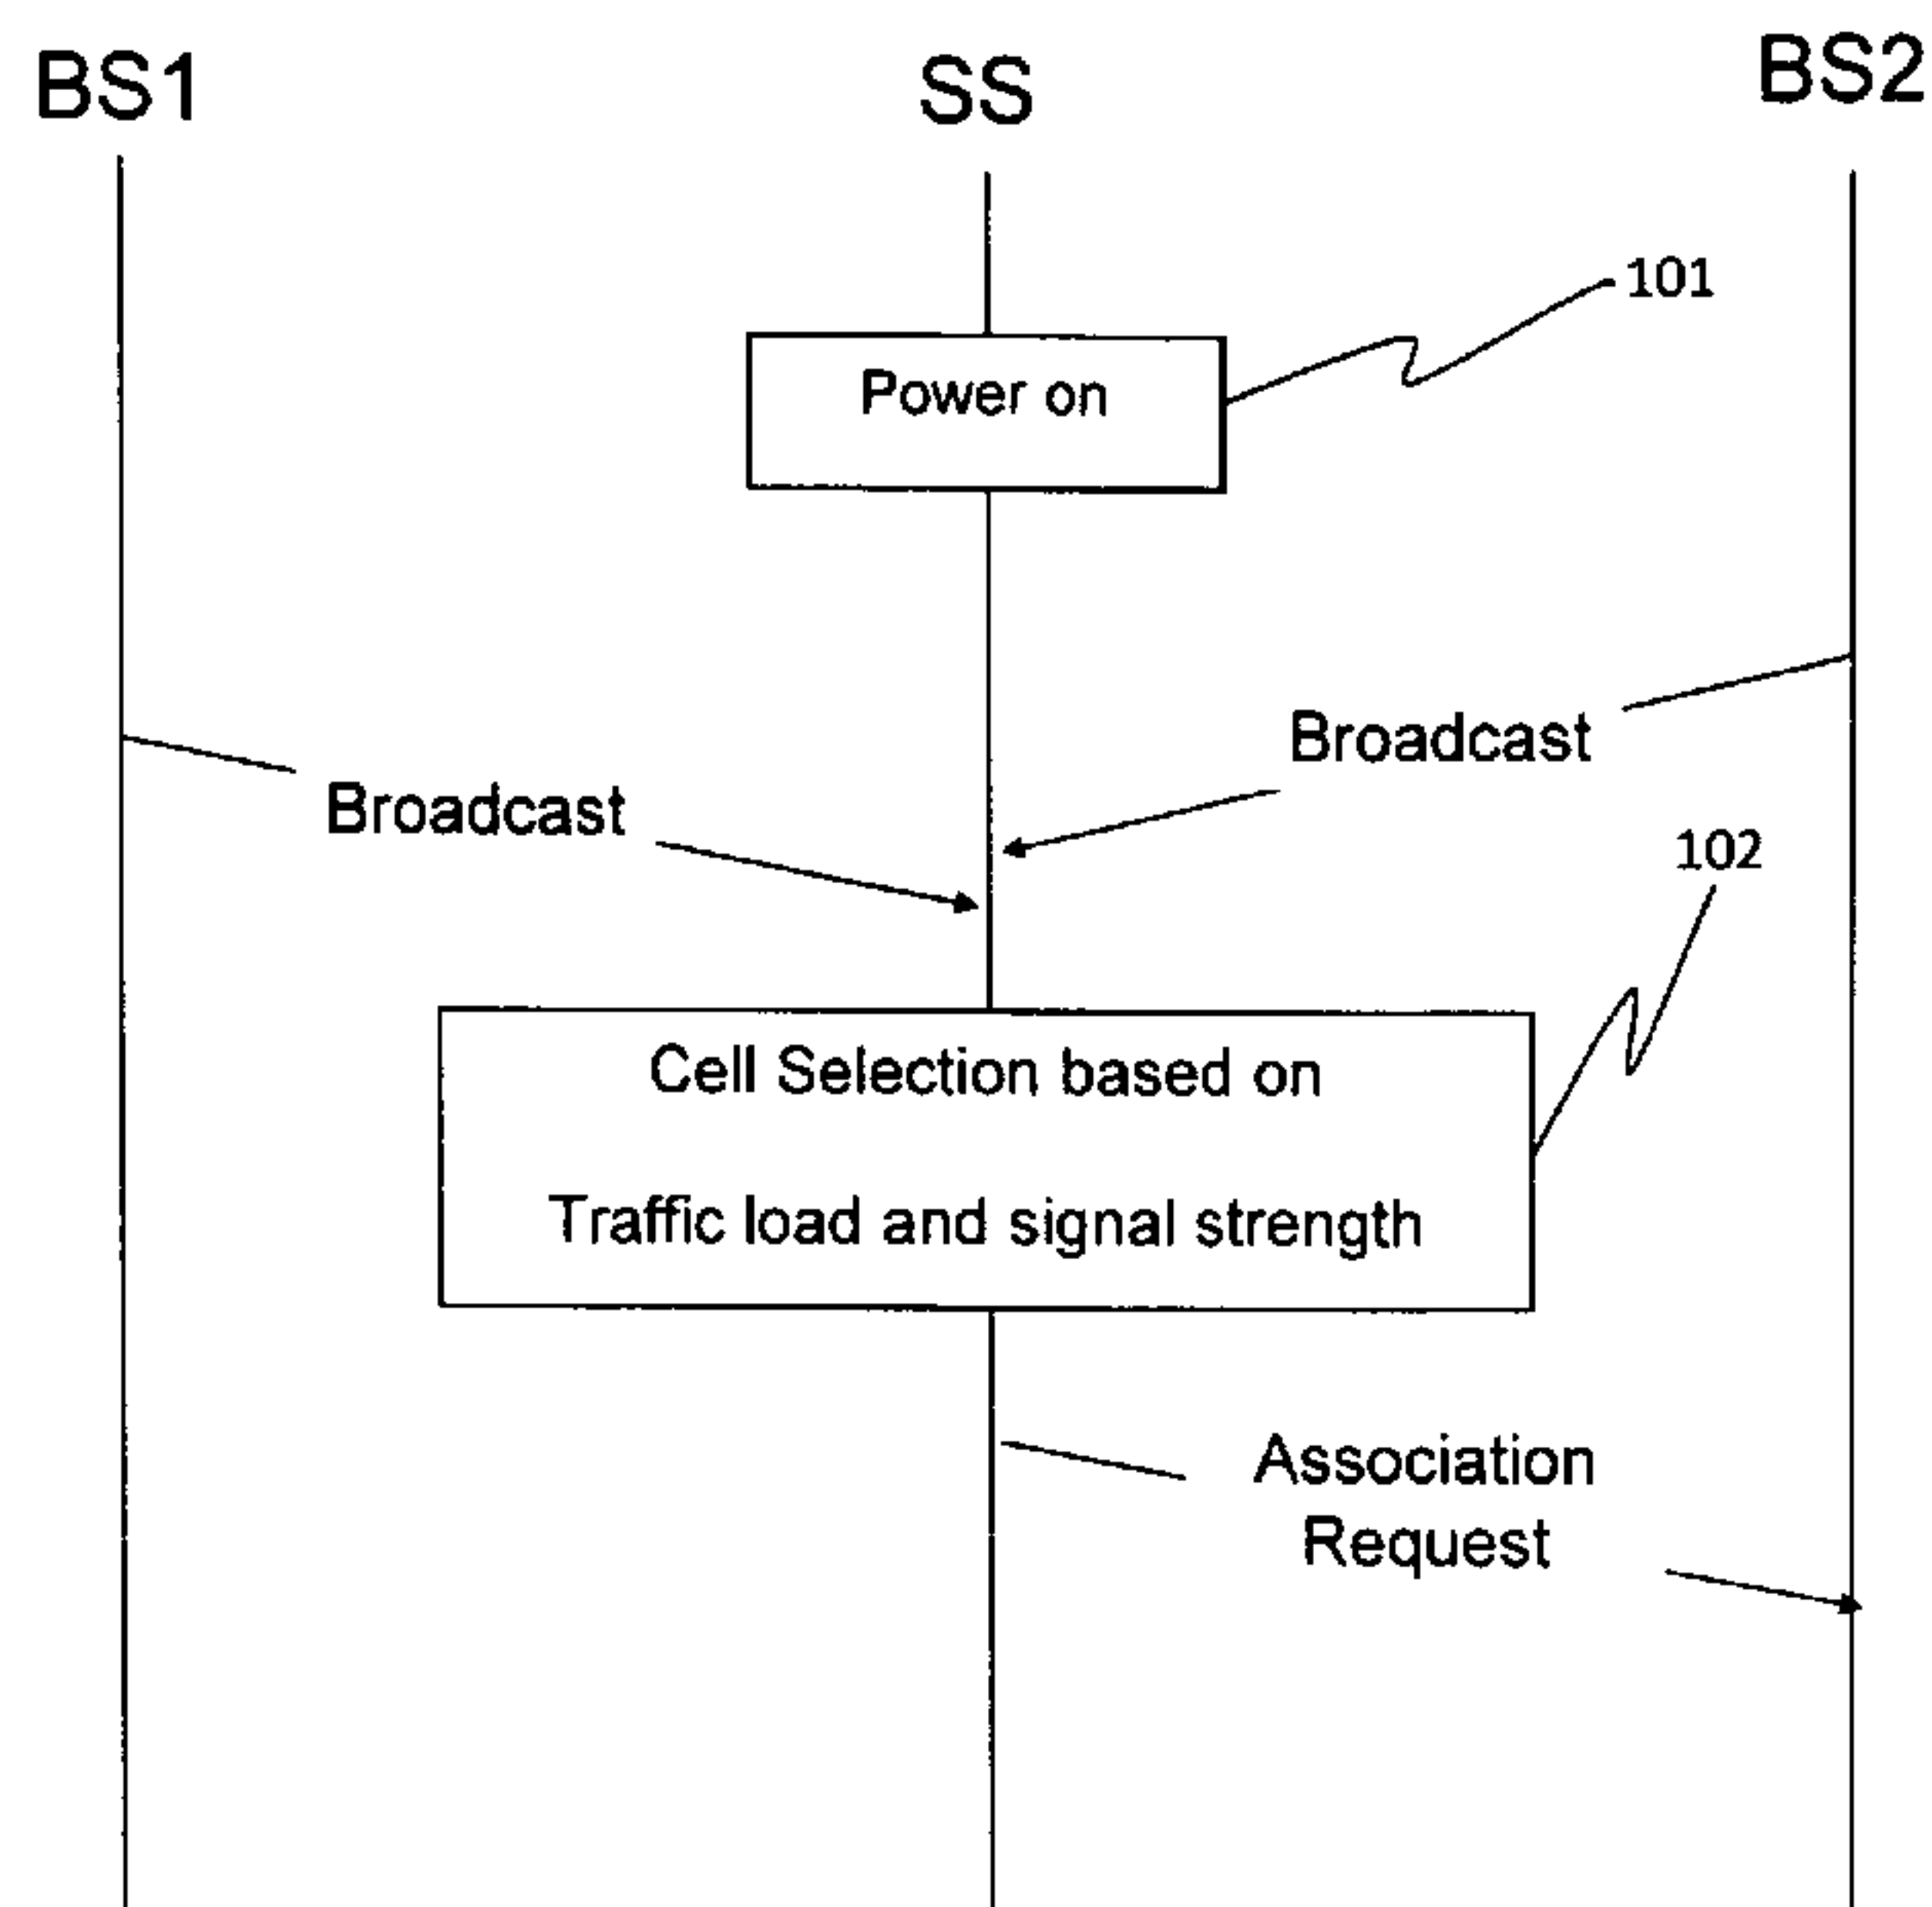 BS1
SS
BS2
101
Power on
Broadcast
Broadcast
102
Cell Selection based on
Traffic load and signal strength
Association
Request